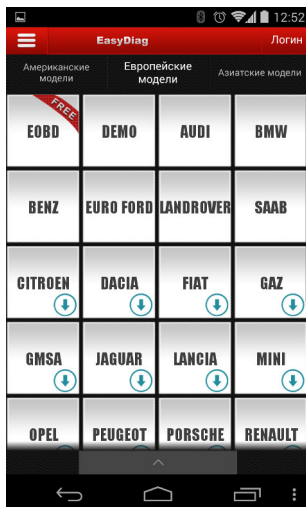 12:52
EasyDiag
Логин
Американские
модели
Европейские
модели
Азиатские модели
FREE
EOBD
DEMO
AUDI
BMW
BENZ
EURO FORD
LANDROVER
SAAB
CITROEN
DACIA
FIAT
GAZ
GMSA
JAGUAR
LANCIA
MINI
OPEL
PEUGEOT
PORSCHE
RENAULT